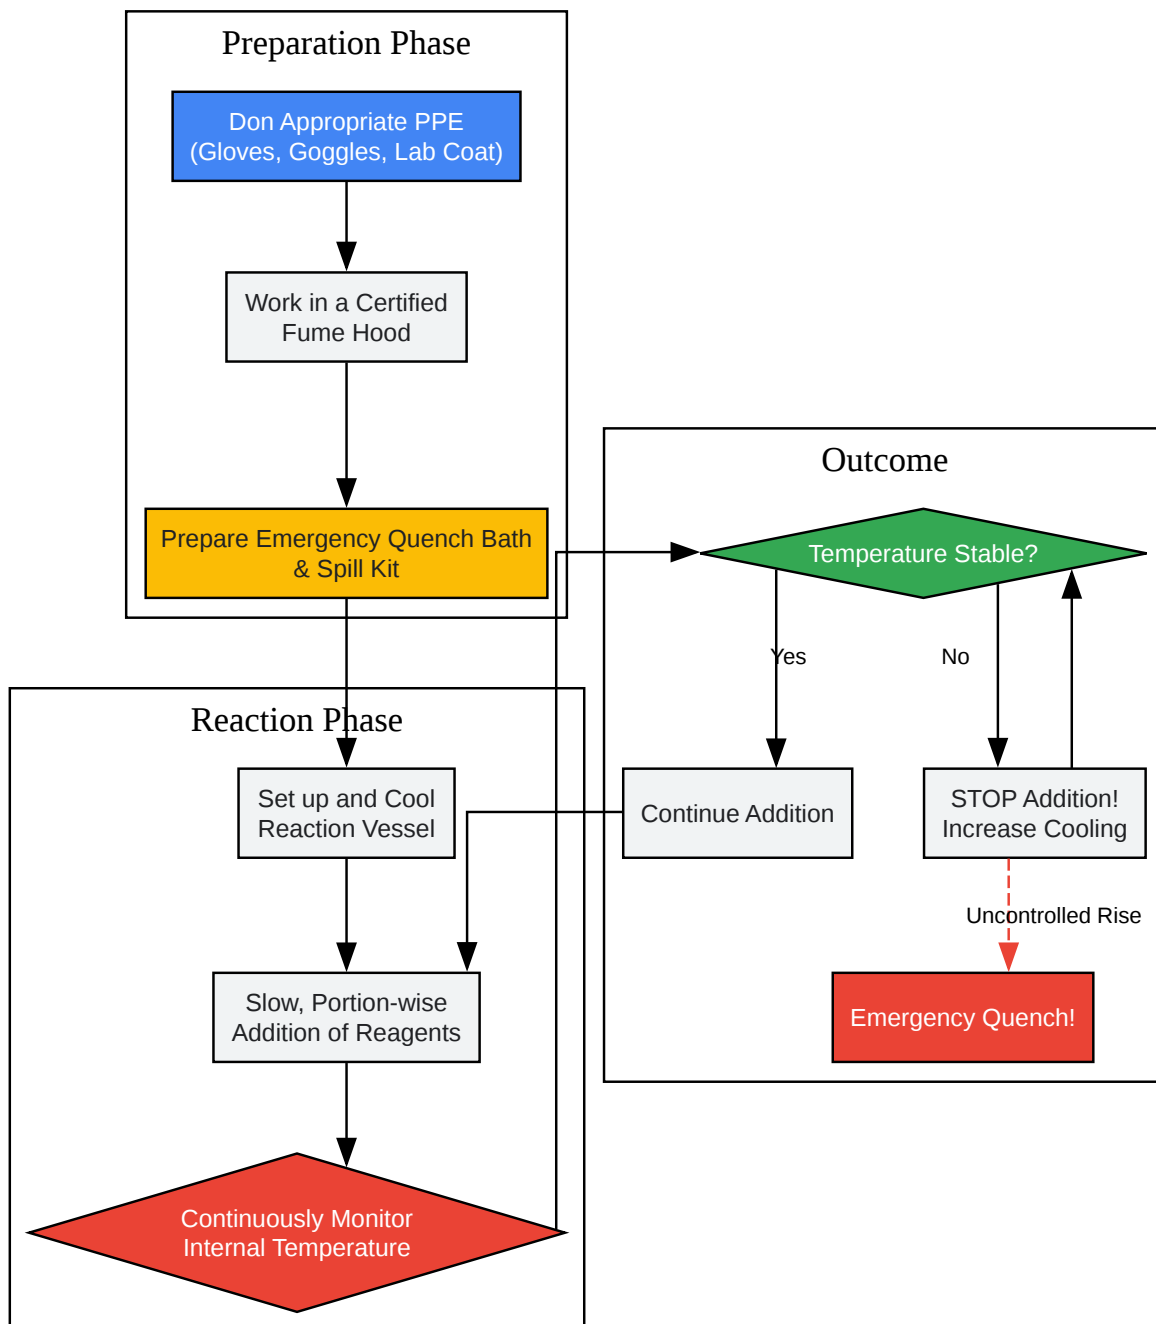 Preparation Phase
Don Appropriate PPE
(Gloves, Goggles, Lab Coat)
Work in a Certified
Fume Hood
Prepare Emergency Quench Bath
& Spill Kit
Reaction Phase
Set up and Cool
Reaction Vessel
Slow, Portion-wise
Addition of Reagents
Continuously Monitor
Internal Temperature
Outcome
Temperature Stable?
Yes
No
Continue Addition
STOP Addition!
Increase Cooling
Uncontrolled Rise
Emergency Quench!